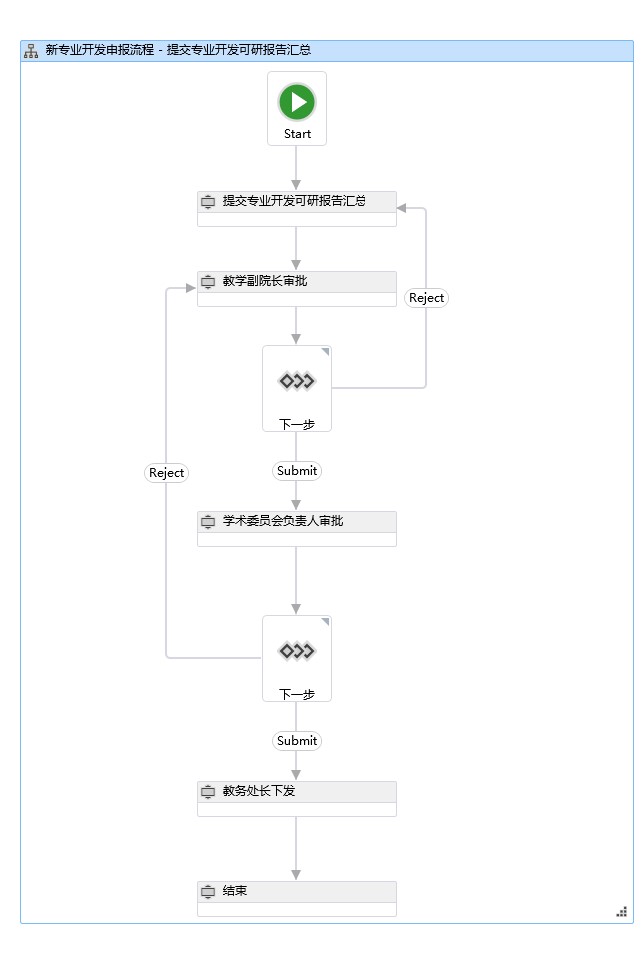 新专业开发申报流程 - 提交专业开发可研报告汇总
Start
提交专业开发可研报告汇总
教学副院长审批
Reject
下一步
Submit
Reject
学术委员会负责人审批
下一步
Submit
教务处长下发
结束